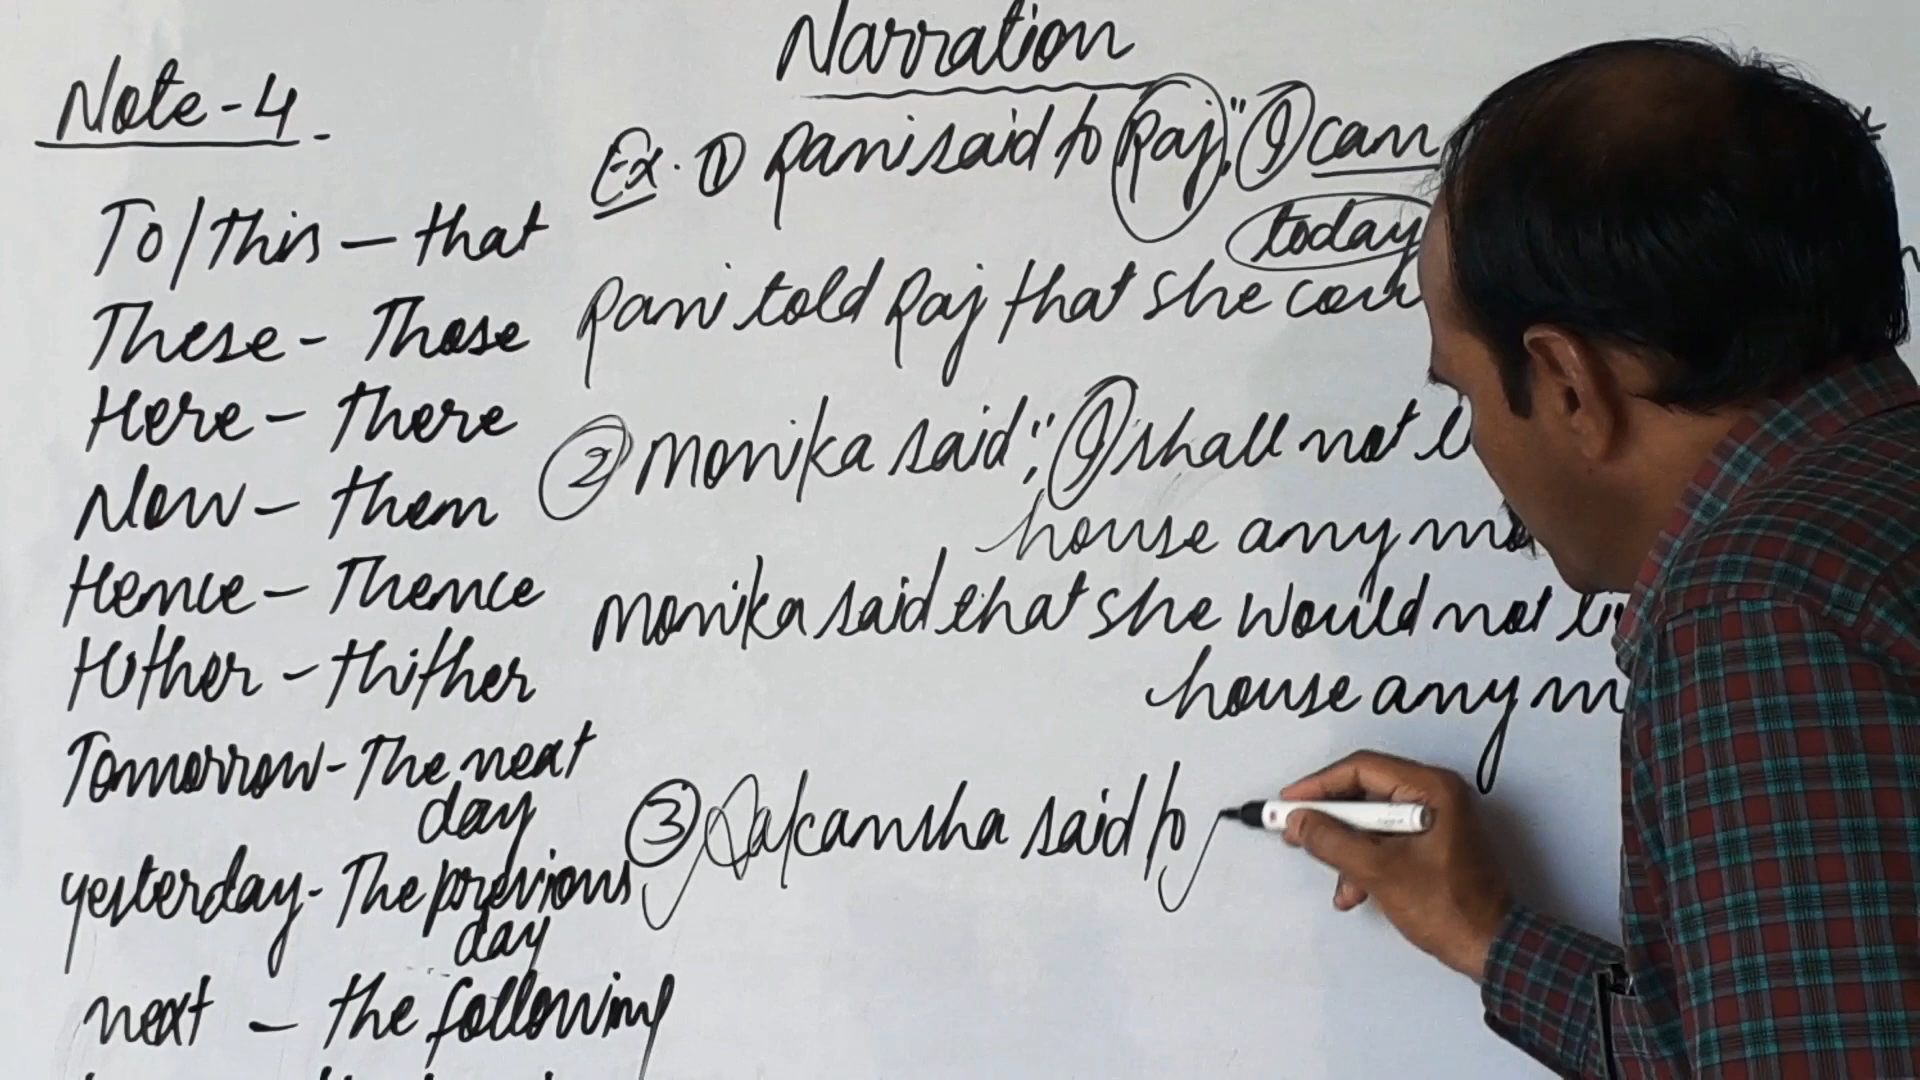 Narration
Note-4.
To/This - that
These - Those
Here - there
Now - them
Hence - Thence
Hither - thither
Tomorrow - The next
day
yesterday - The previous
day
next - the following
Ex. ① Rani said to Raj, "I can
today
Rani told Raj that she
② Monika said, "I shall not
house any
Monika said that she would not
house any
③ Aakansha said to